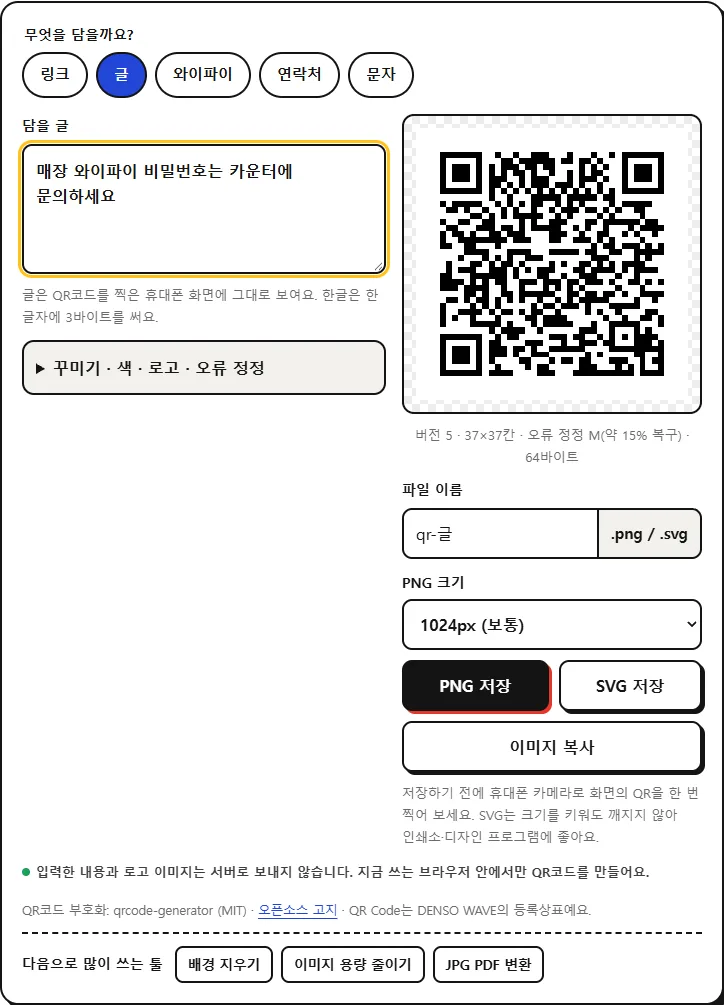 무엇을 담을까요?
링크 글 와이파이 연락처 문자
담을 글
매장 와이파이 비밀번호는 카운터에
문의하세요
글은 QR코드를 찍은 휴대폰 화면에 그대로 보여요. 한글은 한
글자에 3바이트를 써요.
▶ 꾸미기 · 색 · 로고 · 오류 정정
버전 5 · 37×37칸 · 오류 정정 M(약 15% 복구) ·
64바이트
파일 이름
qr-글 .png / .svg
PNG 크기
1024px (보통)
PNG 저장 SVG 저장
이미지 복사
저장하기 전에 휴대폰 카메라로 화면의 QR을 한 번
찍어 보세요. SVG는 크기를 키워도 깨지지 않아
인쇄소·디자인 프로그램에 좋아요.
입력한 내용과 로고 이미지는 서버로 보내지 않습니다. 지금 쓰는 브라우저 안에서만 QR코드를 만들어요.
QR코드 부호화: qrcode-generator (MIT) · 오픈소스 고지 · QR Code는 DENSO WAVE의 등록상표예요.
다음으로 많이 쓰는 툴 배경 지우기 이미지 용량 줄이기 JPG PDF 변환